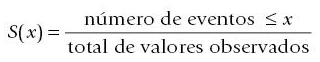 S(x) = número de eventos ≤ x
total de valores observados